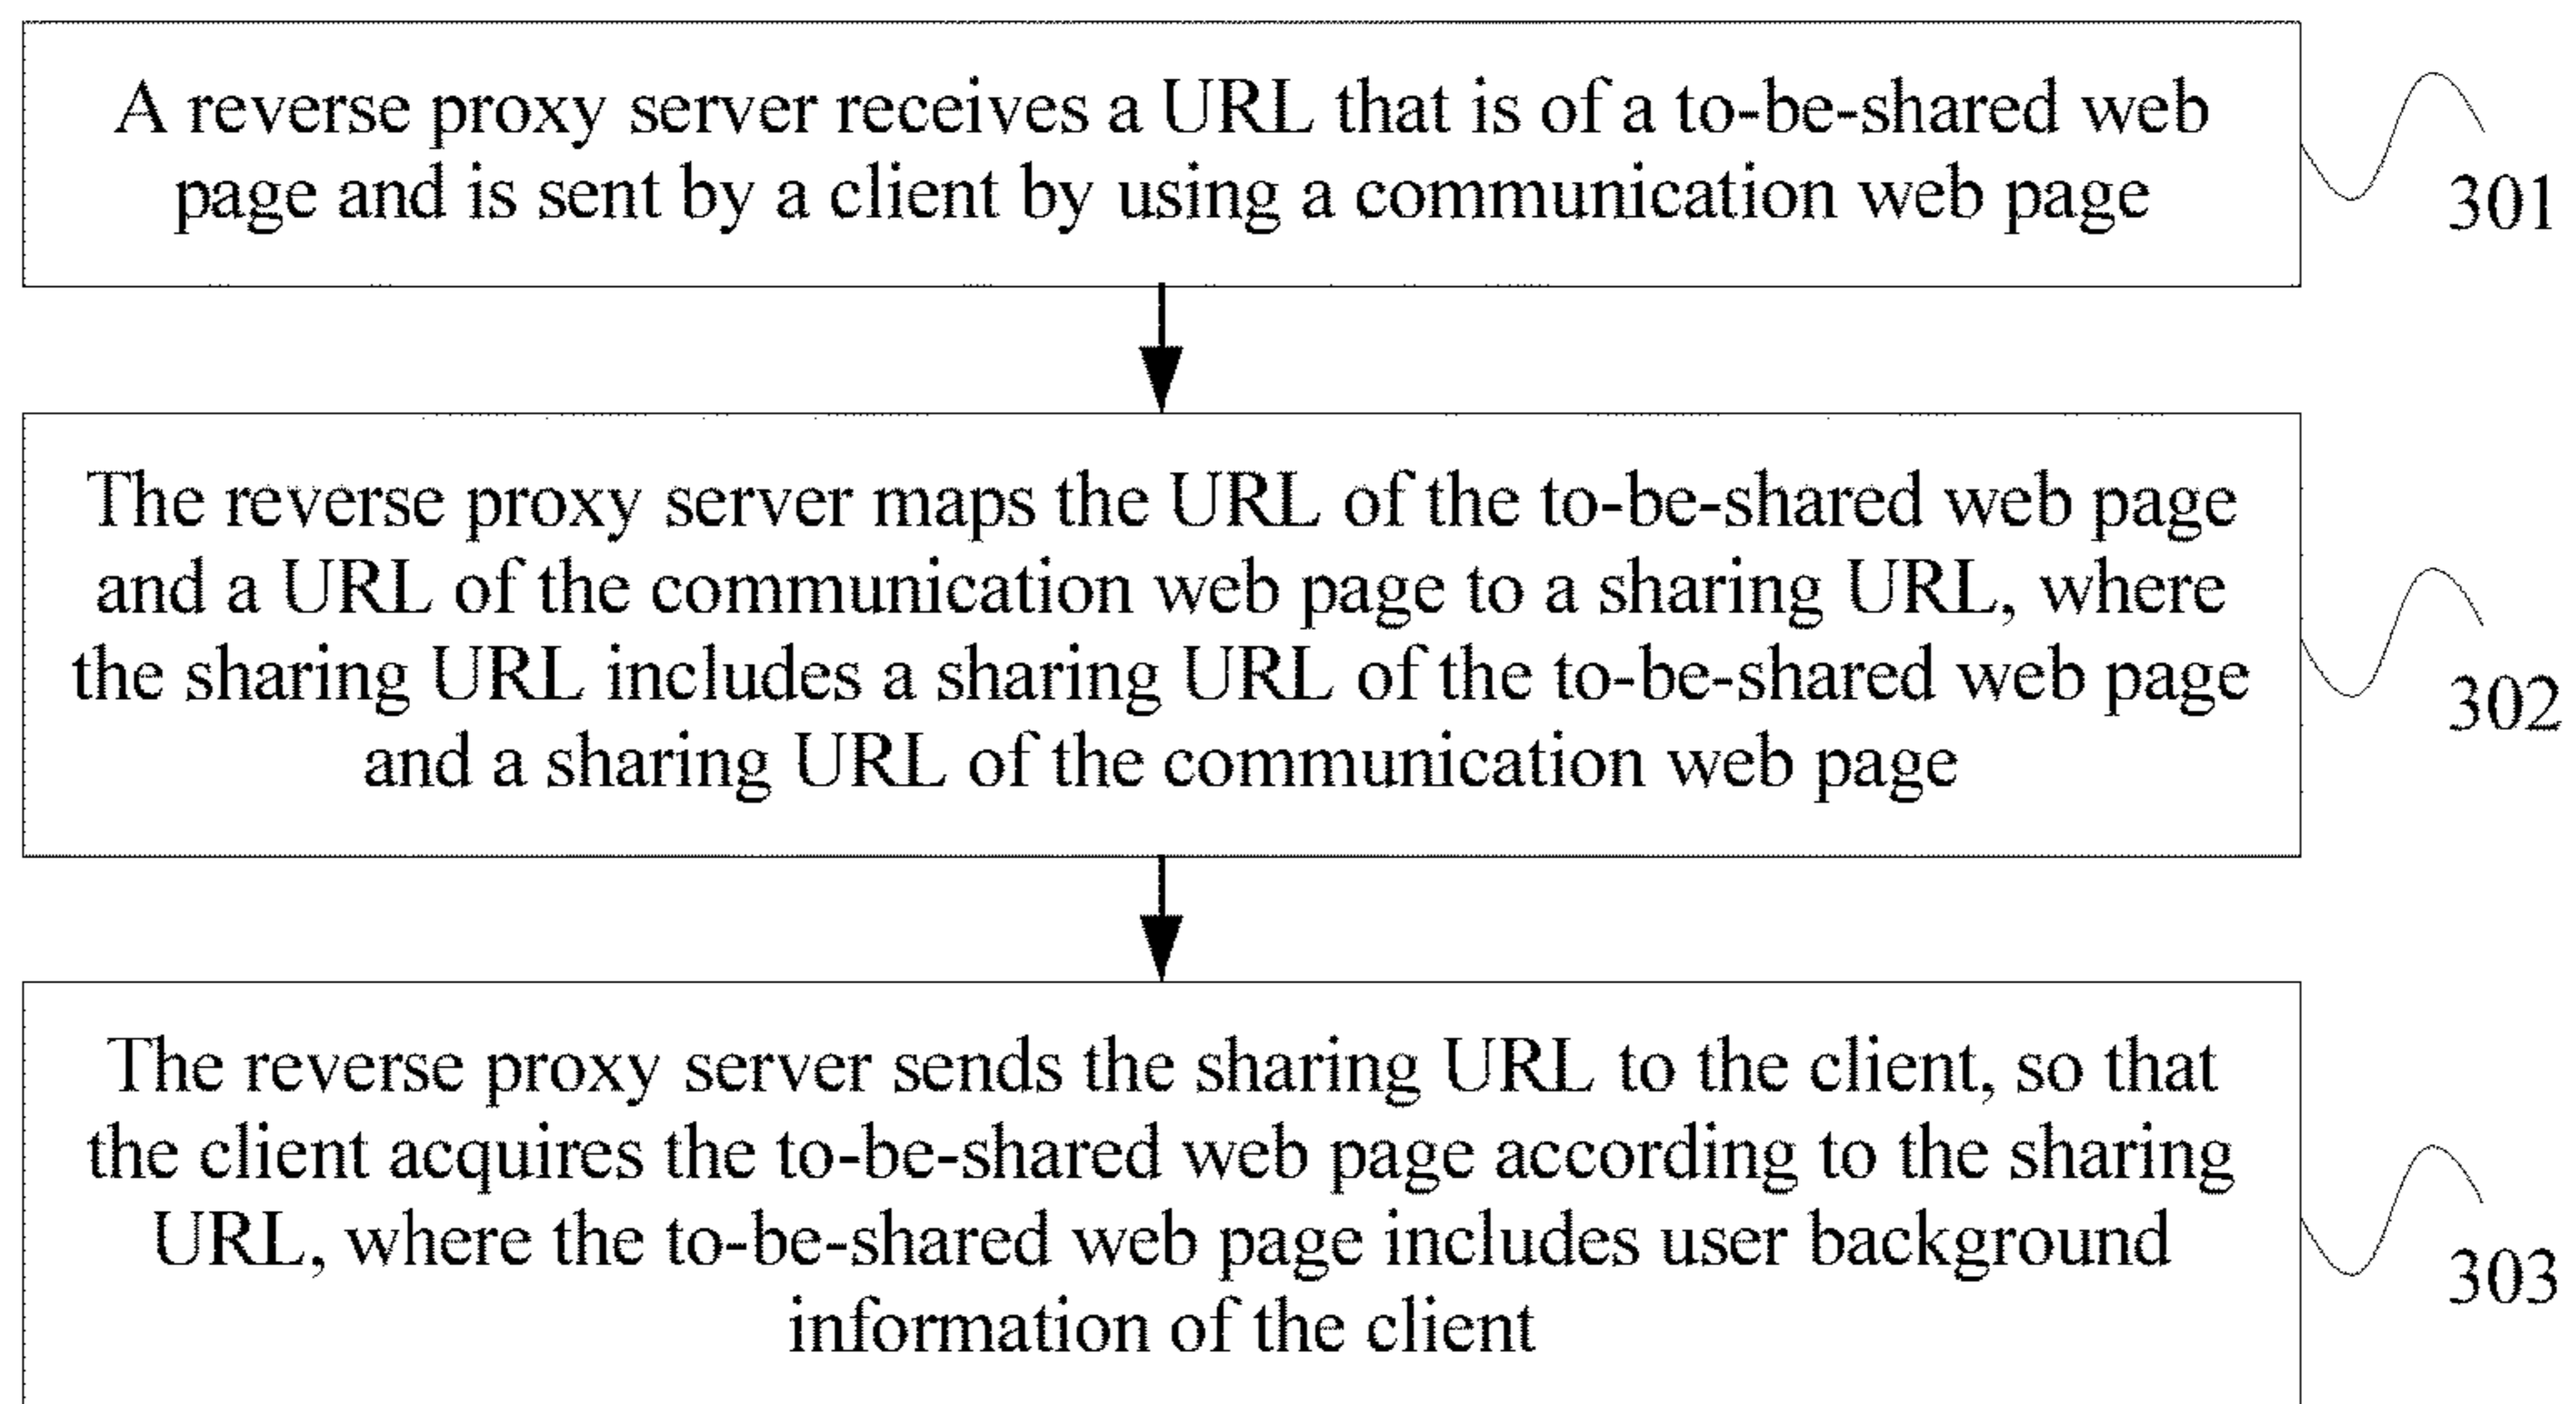 A reverse proxy server receives a URL that is of a to-be-shared web
page and is sent by a client by using a communication web page
301
The reverse proxy server maps the URL of the to-be-shared web page
and a URL of the communication web page to a sharing URL, where
the sharing URL includes a sharing URL of the to-be-shared web page
and a sharing URL of the communication web page
302
The reverse proxy server sends the sharing URL to the client, so that
the client acquires the to-be-shared web page according to the sharing
URL, where the to-be-shared web page includes user background
information of the client
303